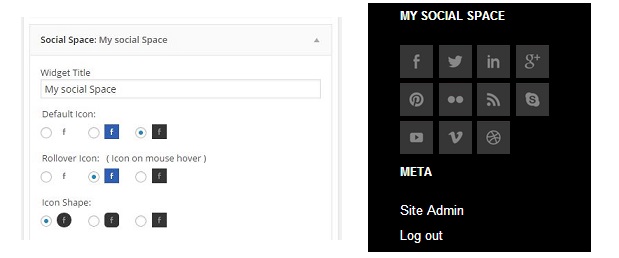 Social Space: My social Space
Widget Title
My social Space
Default Icon:
Rollover Icon: ( Icon on mouse hover )
Icon Shape:
MY SOCIAL SPACE
META
Site Admin
Log out